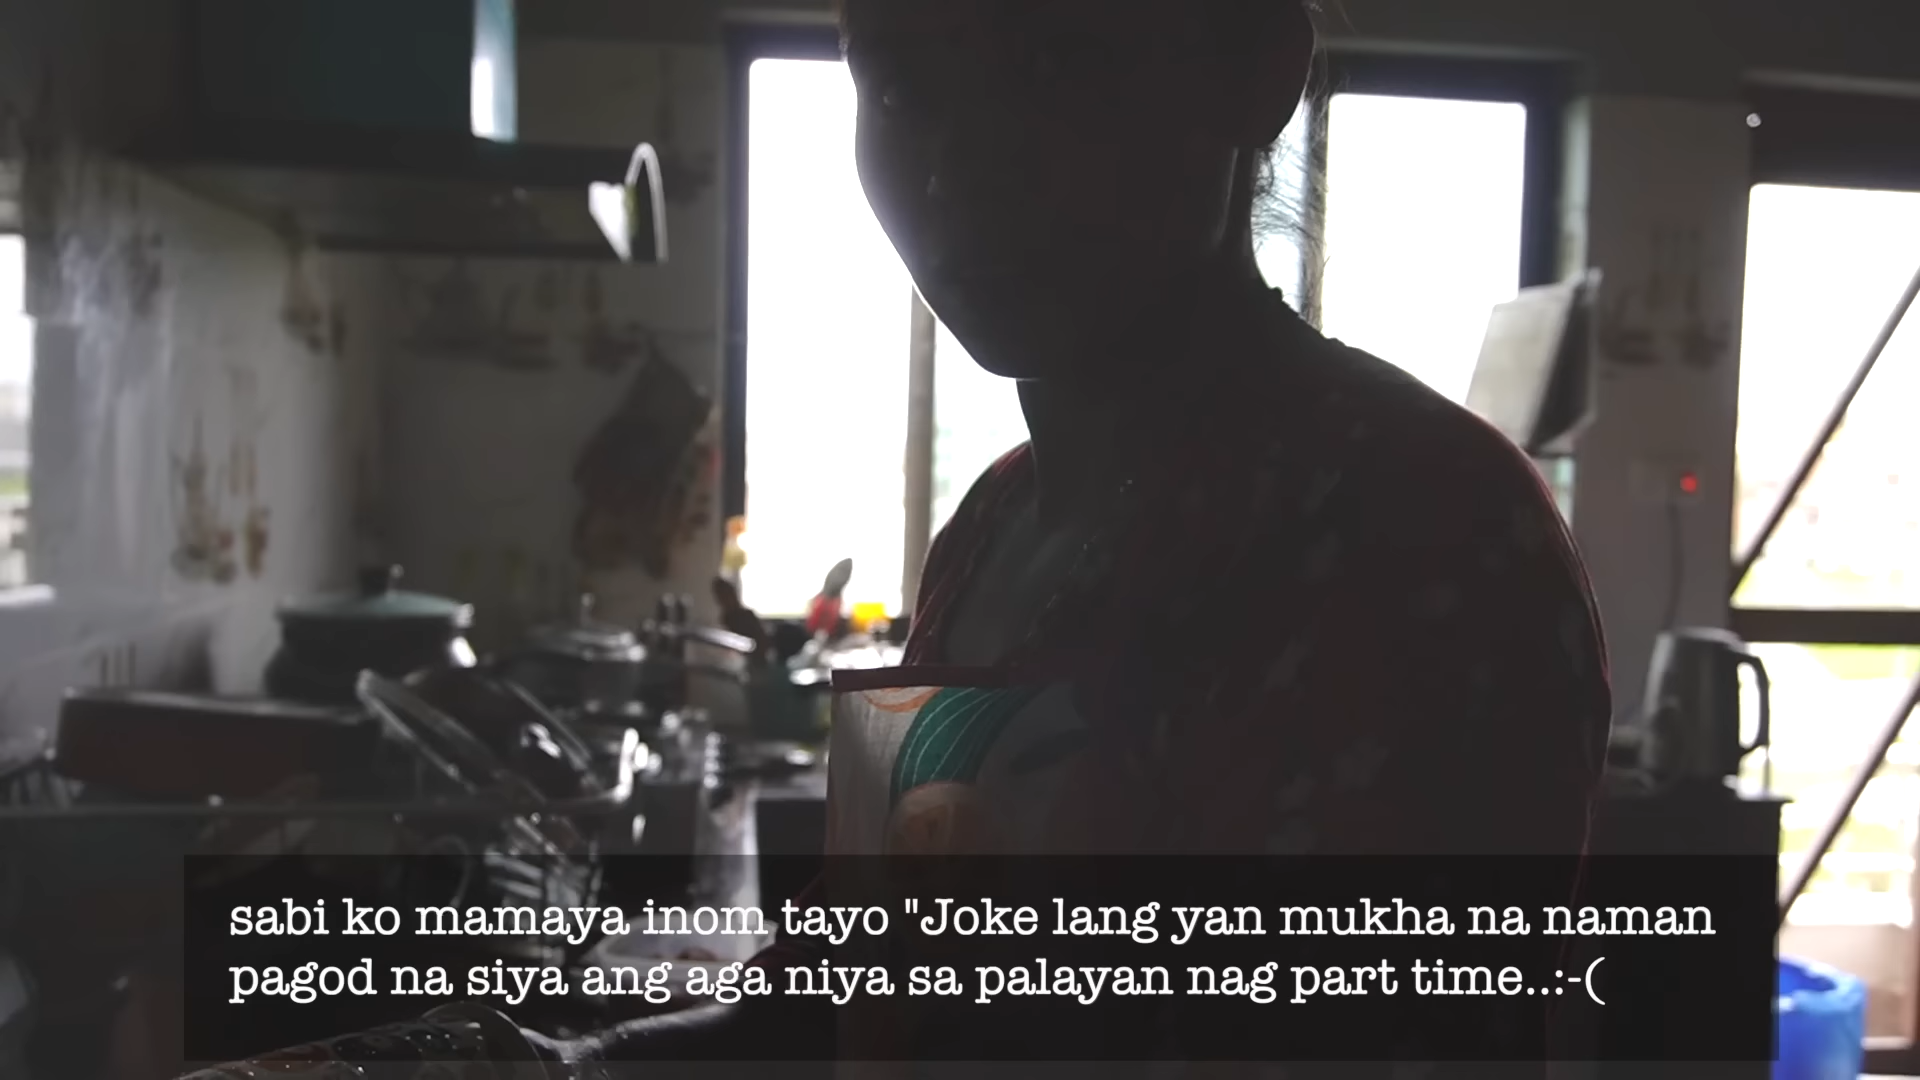 sabi ko mamaya inom tayo "Joke lang yan mukha na naman
pagod na siya ang aga niya sa palayan nag part time..:-(